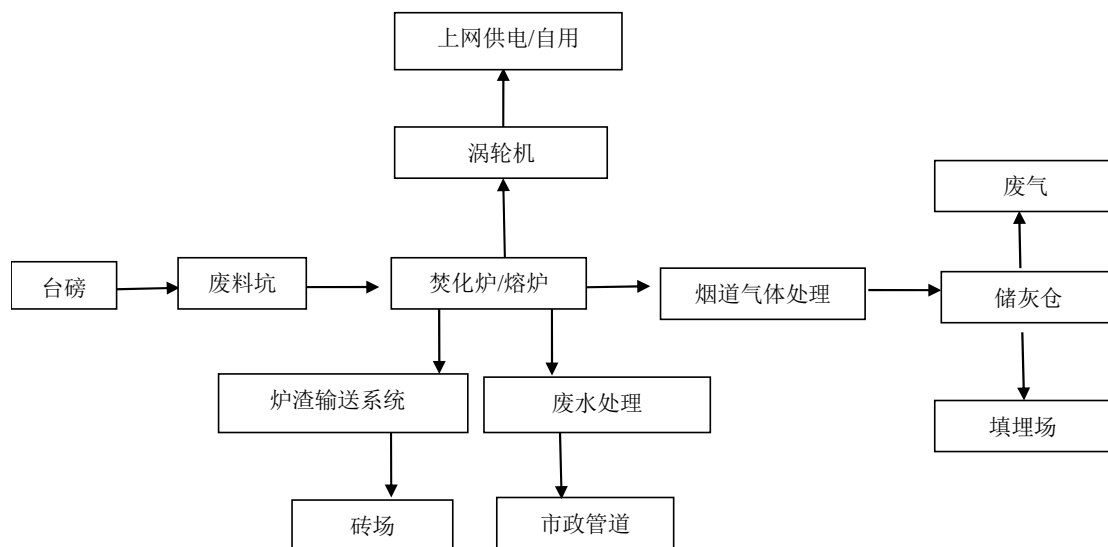 上网供电/自用
涡轮机
废气
台磅
废料坑
焚化炉/熔炉
烟道气体处理
储灰仓
炉渣输送系统
废水处理
填埋场
砖场
市政管道